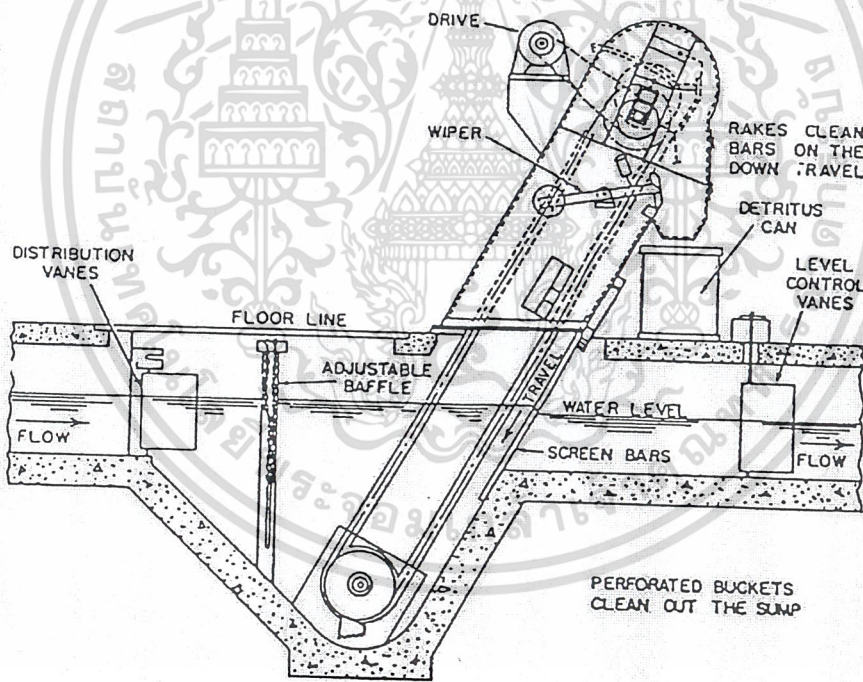 DRIVE
WIPER
RAKES CLEAN
BARS ON THE
DOWN TRAVEL
DETRITUS
CAN
LEVEL
CONTROL
VANES
DISTRIBUTION
VANES
FLOOR LINE
ADJUSTABLE
BAFFLE
TRAVEL
WATER LEVEL
SCREEN BARS
FLOW
FLOW
PERFORATED BUCKETS
CLEAN OUT THE SUMP